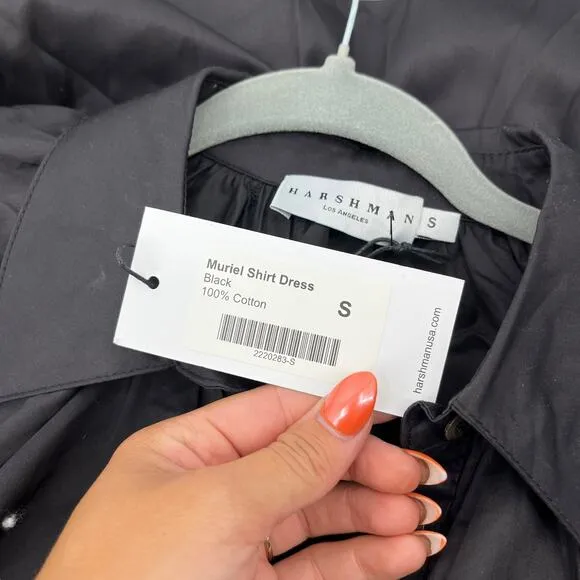 HARSHMAN S
LOS ANGELES
Muriel Shirt Dress
Black
100% Cotton
S
2220283-S
harshmanusa.com